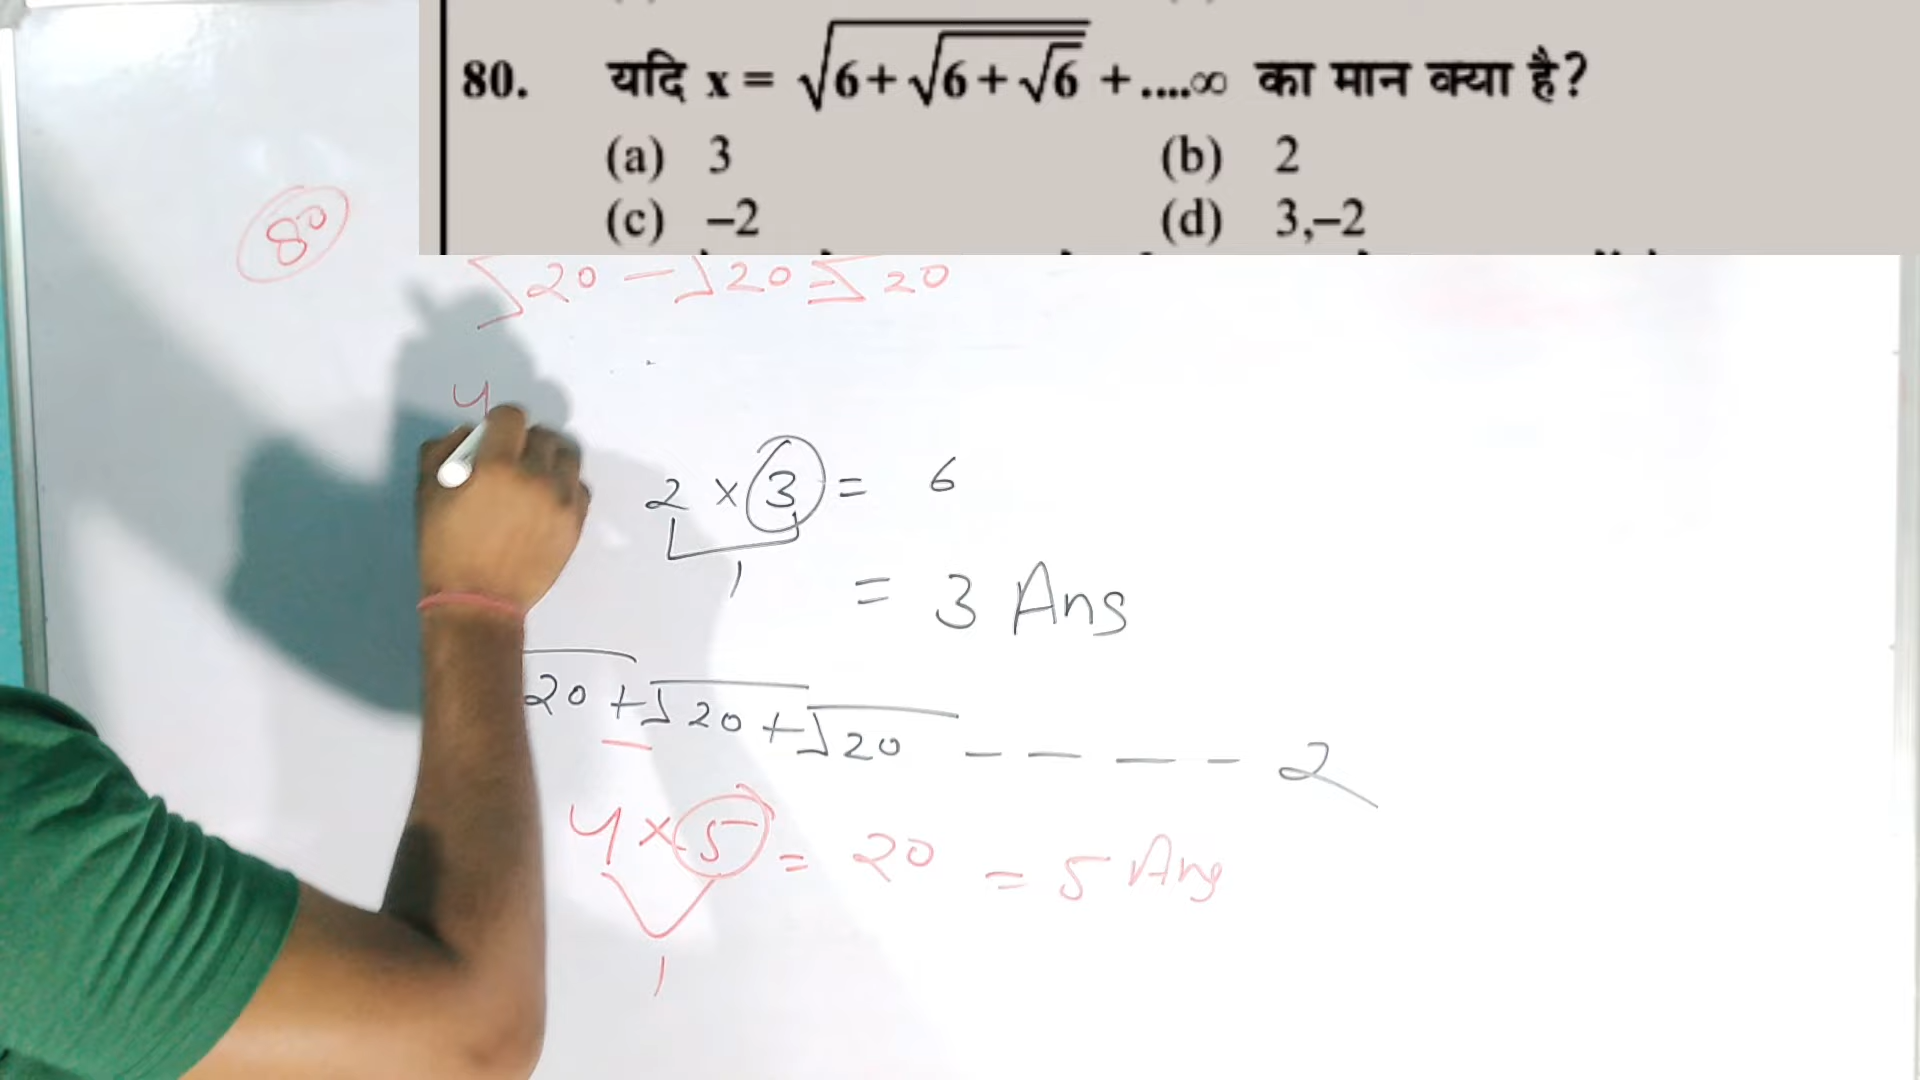 80. यदि x = √6+√6+√6 + ....∞ का मान क्या है?
(a) 3 (b) 2
(c) –2 (d) 3,–2
80
√20 – √20 = √20
4
2 × 3 = 6
1
= 3 Ans
20 + √20 + √20 – – – – 2
4 × 5 = 20 = 5 Ans
1